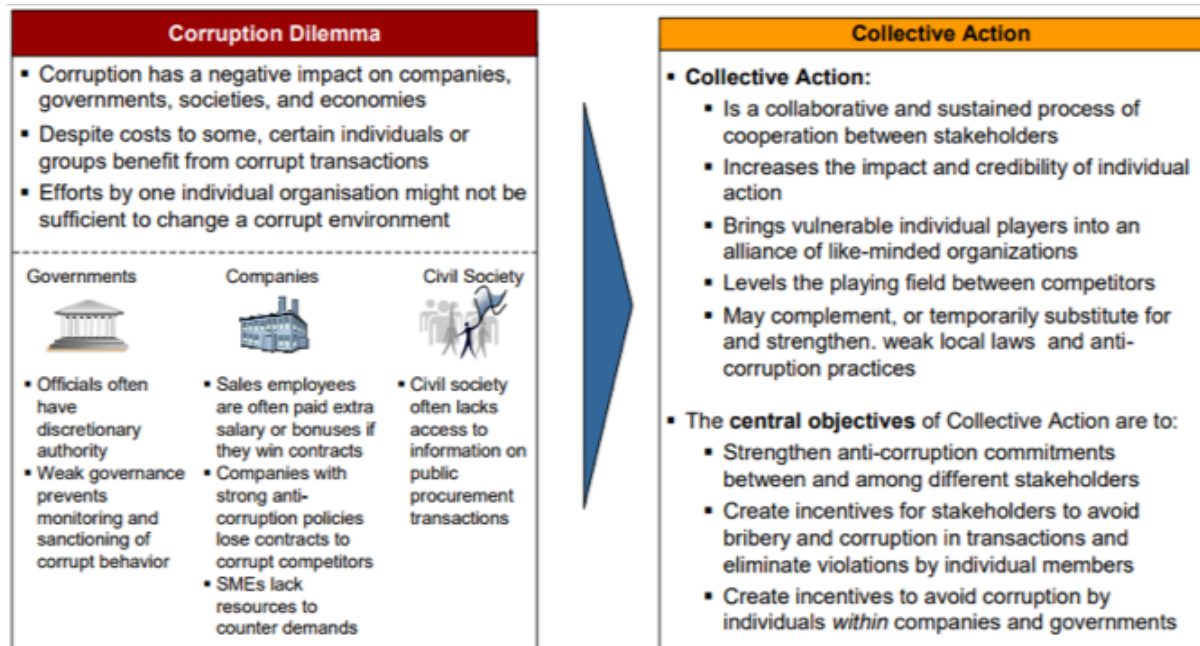 Corruption Dilemma
▪ Corruption has a negative impact on companies,
governments, societies, and economies
▪ Despite costs to some, certain individuals or
groups benefit from corrupt transactions
▪ Efforts by one individual organisation might not be
sufficient to change a corrupt environment
Governments
▪ Officials often
have
discretionary
authority
▪ Weak governance
prevents
monitoring and
sanctioning of
corrupt behavior
Companies
▪ Sales employees
are often paid extra
salary or bonuses if
they win contracts
▪ Companies with
strong anti-
corruption policies
lose contracts to
corrupt competitors
▪ SMEs lack
resources to
counter demands
Civil Society
▪ Civil society
often lacks
access to
information on
public
procurement
transactions
Collective Action
▪ Collective Action:
▪ Is a collaborative and sustained process of
cooperation between stakeholders
▪ Increases the impact and credibility of individual
action
▪ Brings vulnerable individual players into an
alliance of like-minded organizations
▪ Levels the playing field between competitors
▪ May complement, or temporarily substitute for
and strengthen. weak local laws and anti-
corruption practices
▪ The central objectives of Collective Action are to:
▪ Strengthen anti-corruption commitments
between and among different stakeholders
▪ Create incentives for stakeholders to avoid
bribery and corruption in transactions and
eliminate violations by individual members
▪ Create incentives to avoid corruption by
individuals within companies and governments